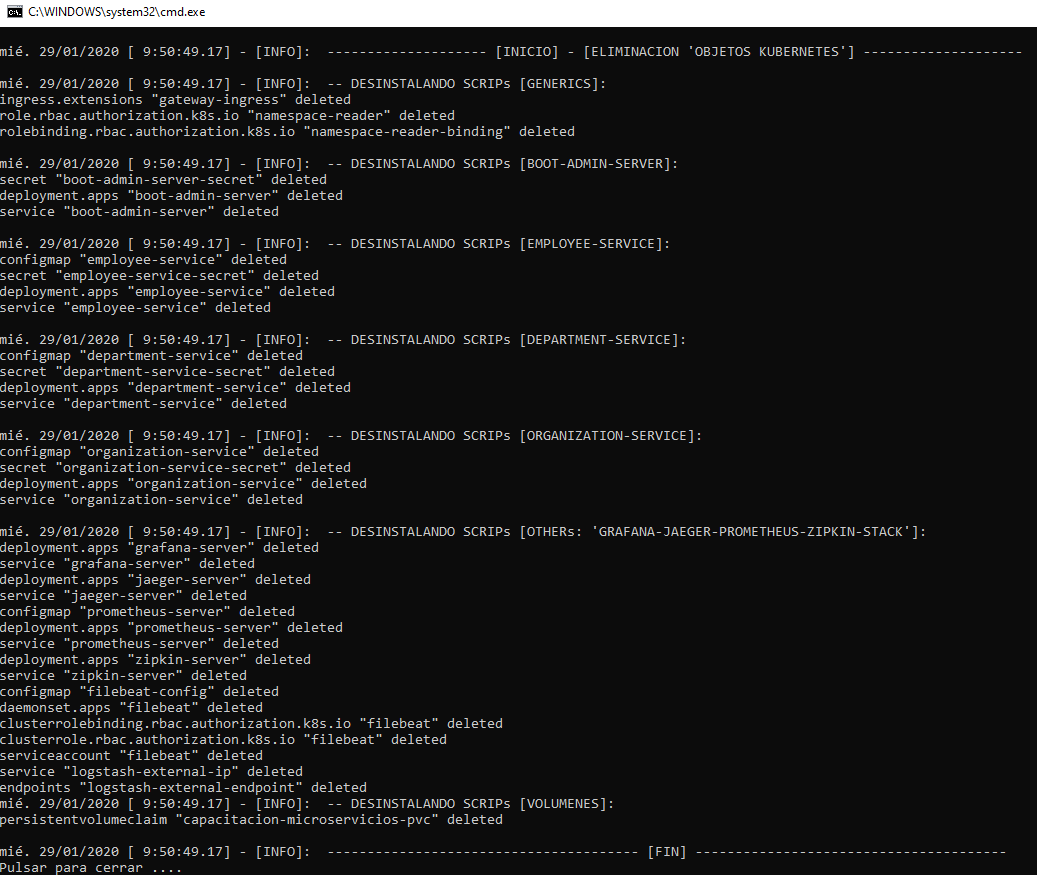 C:\WINDOWS\system32\cmd.exe
mié. 29/01/2020 [ 9:50:49.17] - [INFO]:  -------------------- [INICIO] - [ELIMINACION 'OBJETOS KUBERNETES'] --------------------
mié. 29/01/2020 [ 9:50:49.17] - [INFO]:  -- DESINSTALANDO SCRIPs [GENERICS]:
ingress.extensions "gateway-ingress" deleted
role.rbac.authorization.k8s.io "namespace-reader" deleted
rolebinding.rbac.authorization.k8s.io "namespace-reader-binding" deleted
mié. 29/01/2020 [ 9:50:49.17] - [INFO]:  -- DESINSTALANDO SCRIPs [BOOT-ADMIN-SERVER]:
secret "boot-admin-server-secret" deleted
deployment.apps "boot-admin-server" deleted
service "boot-admin-server" deleted
mié. 29/01/2020 [ 9:50:49.17] - [INFO]:  -- DESINSTALANDO SCRIPs [EMPLOYEE-SERVICE]:
configmap "employee-service" deleted
secret "employee-service-secret" deleted
deployment.apps "employee-service" deleted
service "employee-service" deleted
mié. 29/01/2020 [ 9:50:49.17] - [INFO]:  -- DESINSTALANDO SCRIPs [DEPARTMENT-SERVICE]:
configmap "department-service" deleted
secret "department-service-secret" deleted
deployment.apps "department-service" deleted
service "department-service" deleted
mié. 29/01/2020 [ 9:50:49.17] - [INFO]:  -- DESINSTALANDO SCRIPs [ORGANIZATION-SERVICE]:
configmap "organization-service" deleted
secret "organization-service-secret" deleted
deployment.apps "organization-service" deleted
service "organization-service" deleted
mié. 29/01/2020 [ 9:50:49.17] - [INFO]:  -- DESINSTALANDO SCRIPs [OTHERs: 'GRAFANA-JAEGER-PROMETHEUS-ZIPKIN-STACK']:
deployment.apps "grafana-server" deleted
service "grafana-server" deleted
deployment.apps "jaeger-server" deleted
service "jaeger-server" deleted
configmap "prometheus-server" deleted
deployment.apps "prometheus-server" deleted
service "prometheus-server" deleted
deployment.apps "zipkin-server" deleted
service "zipkin-server" deleted
configmap "filebeat-config" deleted
daemonset.apps "filebeat" deleted
clusterrolebinding.rbac.authorization.k8s.io "filebeat" deleted
clusterrole.rbac.authorization.k8s.io "filebeat" deleted
serviceaccount "filebeat" deleted
service "logstash-external-ip" deleted
endpoints "logstash-external-endpoint" deleted
mié. 29/01/2020 [ 9:50:49.17] - [INFO]:  -- DESINSTALANDO SCRIPs [VOLUMENES]:
persistentvolumeclaim "capacitacion-microservicios-pvc" deleted
mié. 29/01/2020 [ 9:50:49.17] - [INFO]:  --------------------------------------- [FIN] ---------------------------------------
Pulsar para cerrar ....